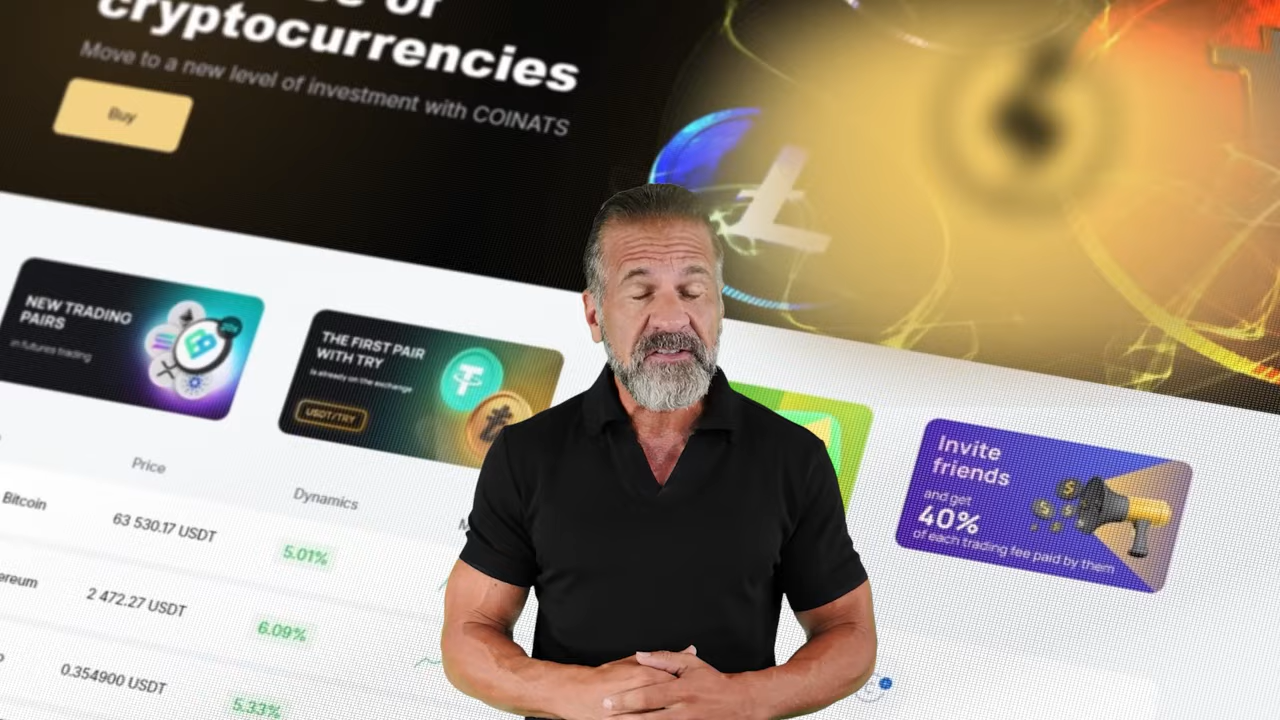 cryptocurrencies
Move to a new level of investment with COINATS
Buy
NEW TRADING
PAIRS
in futures trading
THE FIRST PAIR
WITH TRY
is already on the exchange
USDT/TRY
Invite
friends
and get
40%
of each trading fee paid by them
Price
Dynamics
Bitcoin
63 530.17 USDT
5.01%
2 472.27 USDT
6.09%
0.354900 USDT
5.33%